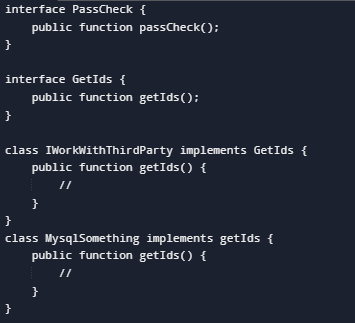 interface PassCheck {
public function passCheck();
}
interface GetIds {
public function getIds();
}
class IWorkWithThirdParty implements GetIds {
public function getIds() {
//
}
}
class MysqlSomething implements getIds {
public function getIds() {
//
}
}